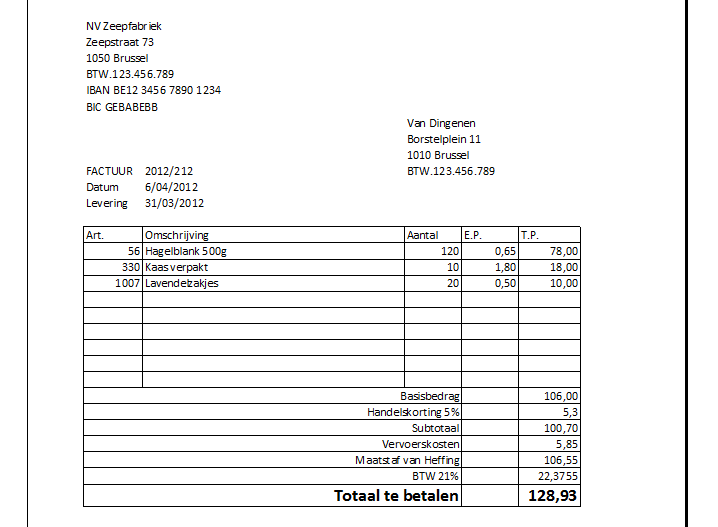 NV Zeepfabriek
Zeepstraat 73
1050 Brussel
BTW.123.456.789
IBAN BE12 3456 7890 1234
BIC GEBABEBB
Van Dingenen
Borstelplein 11
1010 Brussel
BTW.123.456.789
FACTUUR 2012/212
Datum 6/04/2012
Levering 31/03/2012
Art. Omschrijving Aantal E.P. T.P.
56 Hagelblank 500g 120 0,65 78,00
330 Kaas verpakt 10 1,80 18,00
1007 Lavendelzakjes 20 0,50 10,00
Basisbedrag 106,00
Handelskorting 5% 5,3
Subtotaal 100,70
Vervoerskosten 5,85
Maatstaf van Heffing 106,55
BTW 21% 22,3755
Totaal te betalen 128,93